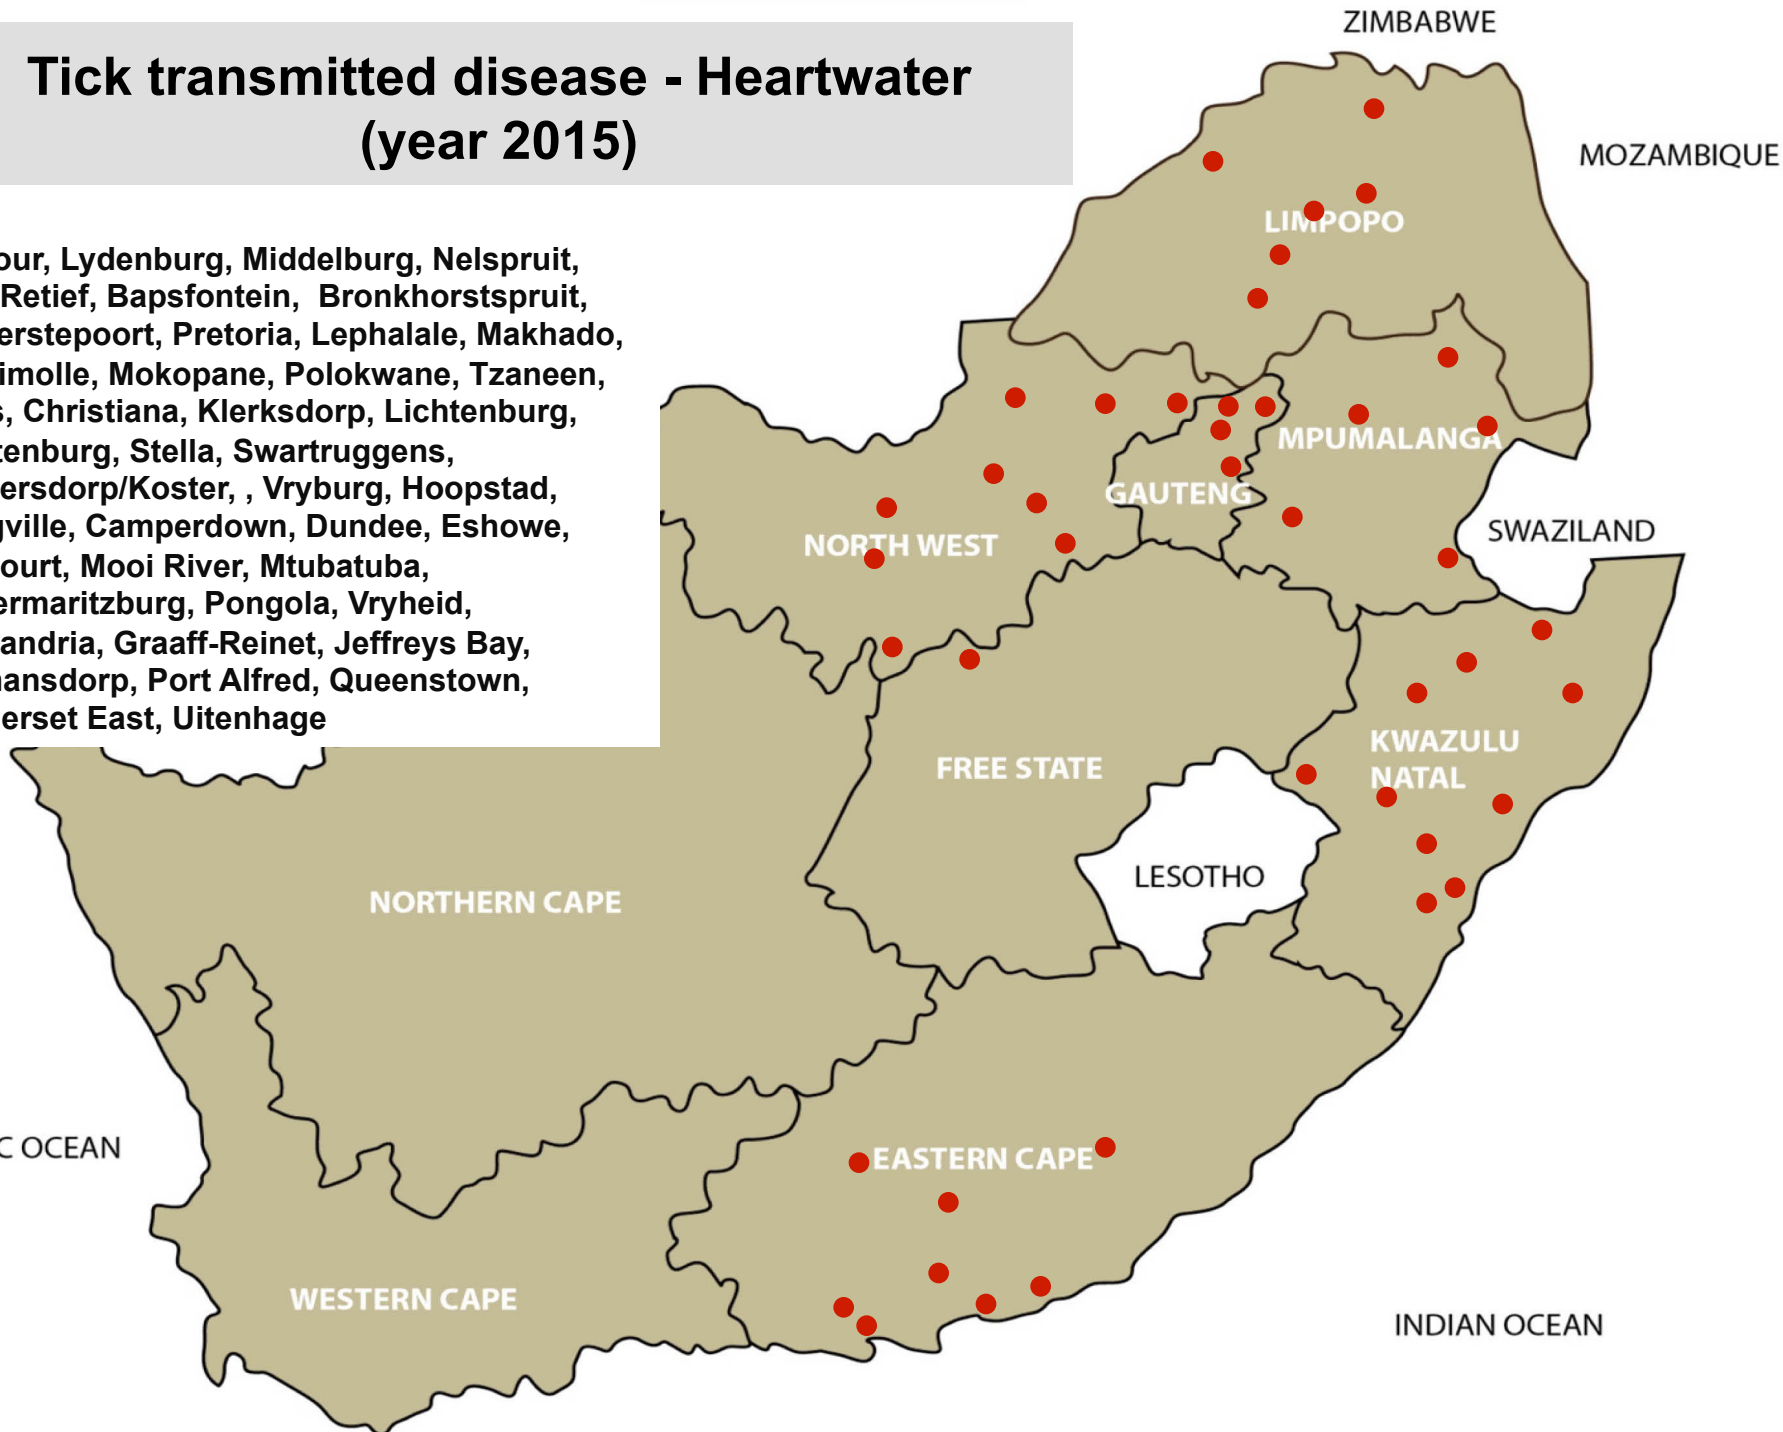 Tick transmitted disease - Heartwater
(year 2015)
our, Lydenburg, Middelburg, Nelspruit,
Retief, Bapsfontein, Bronkhorstspruit,
erstepoort, Pretoria, Lephalale, Makhado,
imolle, Mokopane, Polokwane, Tzaneen,
s, Christiana, Klerksdorp, Lichtenburg,
tenburg, Stella, Swartruggens,
ersdorp/Koster, , Vryburg, Hoopstad,
gville, Camperdown, Dundee, Eshowe,
ourt, Mooi River, Mtubatuba,
ermaritzburg, Pongola, Vryheid,
andria, Graaff-Reinet, Jeffreys Bay,
ansdorp, Port Alfred, Queenstown,
erset East, Uitenhage
ZIMBABWE
MOZAMBIQUE
LIMPOPO
MPUMALANGA
GAUTENG
SWAZILAND
NORTH WEST
KWAZULU
NATAL
FREE STATE
LESOTHO
NORTHERN CAPE
C OCEAN
EASTERN CAPE
WESTERN CAPE
INDIAN OCEAN